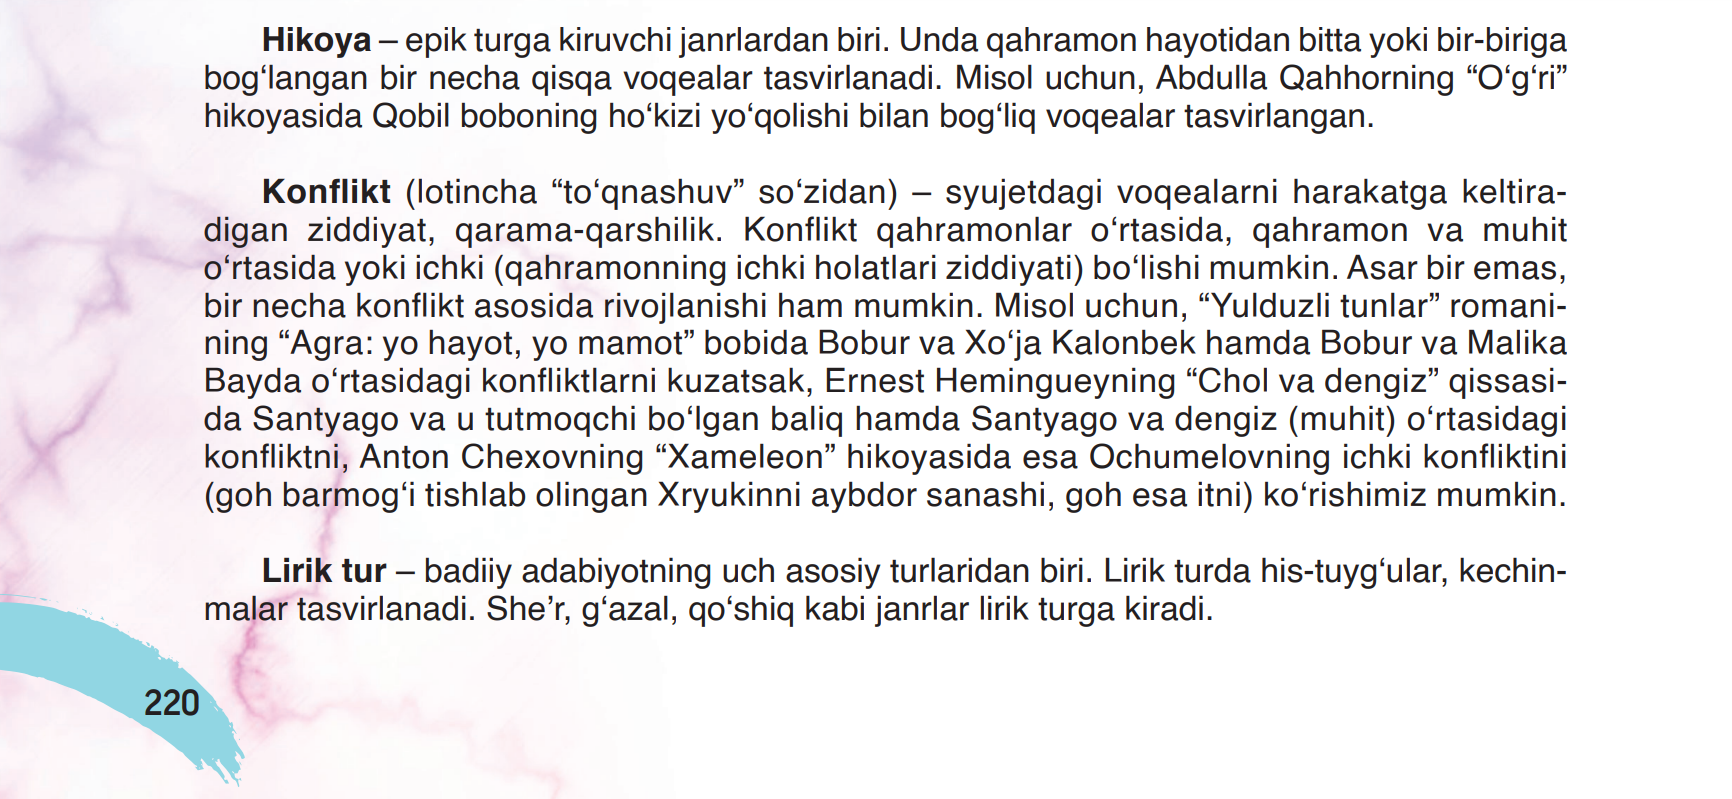 Hikoya – epik turga kiruvchi janrlardan biri. Unda qahramon hayotidan bitta yoki bir-biriga
bog‘langan bir necha qisqa voqealar tasvirlanadi. Misol uchun, Abdulla Qahhorning “O‘g‘ri”
hikoyasida Qobil boboning ho‘kizi yo‘qolishi bilan bog‘liq voqealar tasvirlangan.
Konflikt (lotincha “to‘qnashuv” so‘zidan) – syujetdagi voqealarni harakatga keltira-
digan ziddiyat, qarama-qarshilik. Konflikt qahramonlar o‘rtasida, qahramon va muhit
o‘rtasida yoki ichki (qahramonning ichki holatlari ziddiyati) bo‘lishi mumkin. Asar bir emas,
bir necha konflikt asosida rivojlanishi ham mumkin. Misol uchun, “Yulduzli tunlar” romani-
ning “Agra: yo hayot, yo mamot” bobida Bobur va Xo‘ja Kalonbek hamda Bobur va Malika
Bayda o‘rtasidagi konfliktlarni kuzatsak, Ernest Hemingueyning “Chol va dengiz” qissasi-
da Santyago va u tutmoqchi bo‘lgan baliq hamda Santyago va dengiz (muhit) o‘rtasidagi
konfliktni, Anton Chexovning “Xameleon” hikoyasida esa Ochumelovning ichki konfliktini
(goh barmog‘i tishlab olingan Xryukinni aybdor sanashi, goh esa itni) ko‘rishimiz mumkin.
Lirik tur – badiiy adabiyotning uch asosiy turlaridan biri. Lirik turda his-tuyg‘ular, kechin-
malar tasvirlanadi. She’r, g‘azal, qo‘shiq kabi janrlar lirik turga kiradi.
220